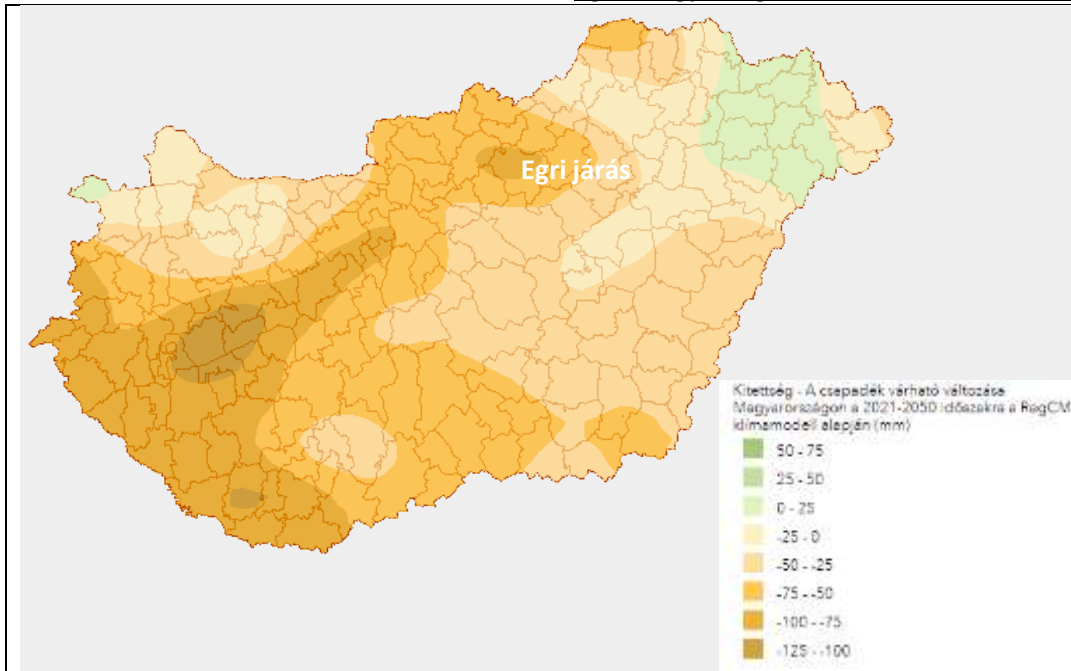 Egri járás
Kitettség - A csapadék várható változása
Magyarországon a 2021-2050 időszakra a RegCM
klímamodell alapján (mm)
50 - 75
25 - 50
0 - 25
-25 - 0
-50 - -25
-75 - -50
-100 - -75
-125 - -100